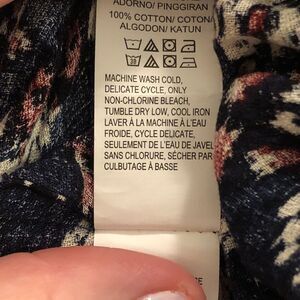 ADORNO/ PINGGIRAN
100% COTTON/ COTON/
ALGODON/ KATUN
MACHINE WASH COLD,
DELICATE CYCLE, ONLY
NON-CHLORINE BLEACH,
TUMBLE DRY LOW, COOL IRON
LAVER À LA MACHINE À L'EAU
FROIDE, CYCLE DELICATE,
SEULEMENT DE L'EAU DE JAVEL
SANS CHLORURE, SÉCHER PAR
CULBUTAGE À BASSE